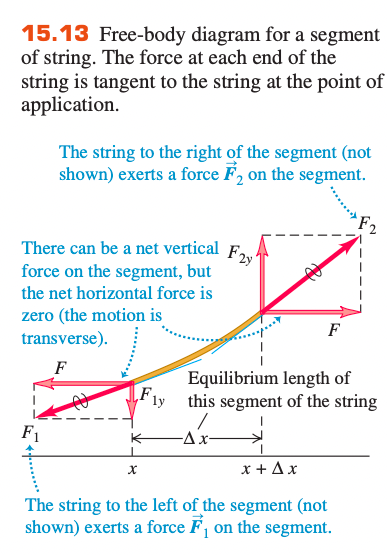 15.13 Free-body diagram for a segment
of string. The force at each end of the
string is tangent to the string at the point of
application.
The string to the right of the segment (not
shown) exerts a force F⃗₂ on the segment.
F₂
There can be a net vertical
force on the segment, but
the net horizontal force is
zero (the motion is
transverse).
F₂y
F
F
F₁y
F₁
Equilibrium length of
this segment of the string
Δx
x
x + Δx
The string to the left of the segment (not
shown) exerts a force F⃗₁ on the segment.